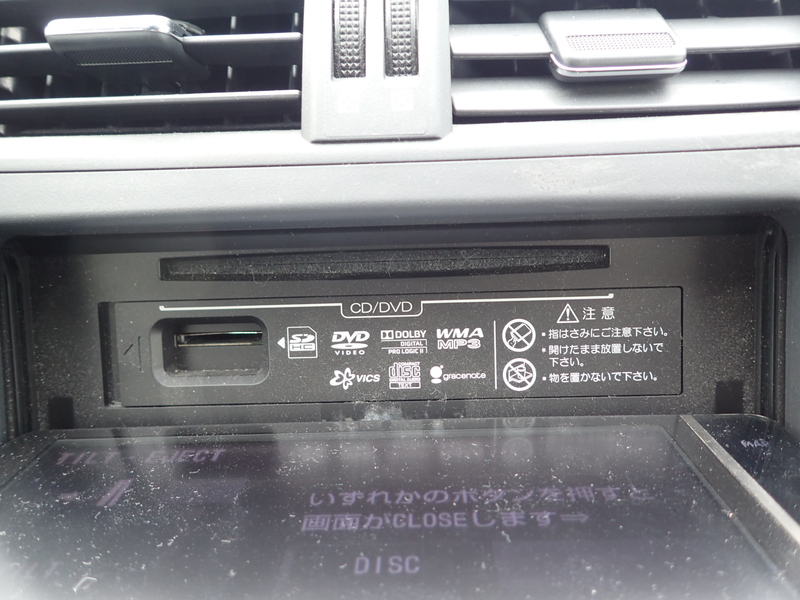 CD/DVD
SD HC
DVD VIDEO
DOLBY DIGITAL PRO LOGIC II
WMA MP3
VICS
COMPACT disc DIGITAL AUDIO TEXT
gracenote
注意
・指はさみにご注意下さい。
・開けたまま放置しないで
下さい。
・物を置かないで下さい。
TILT EJECT
MAP
いずれかのボタンを押すと
画面がCLOSEします⇒
DISC